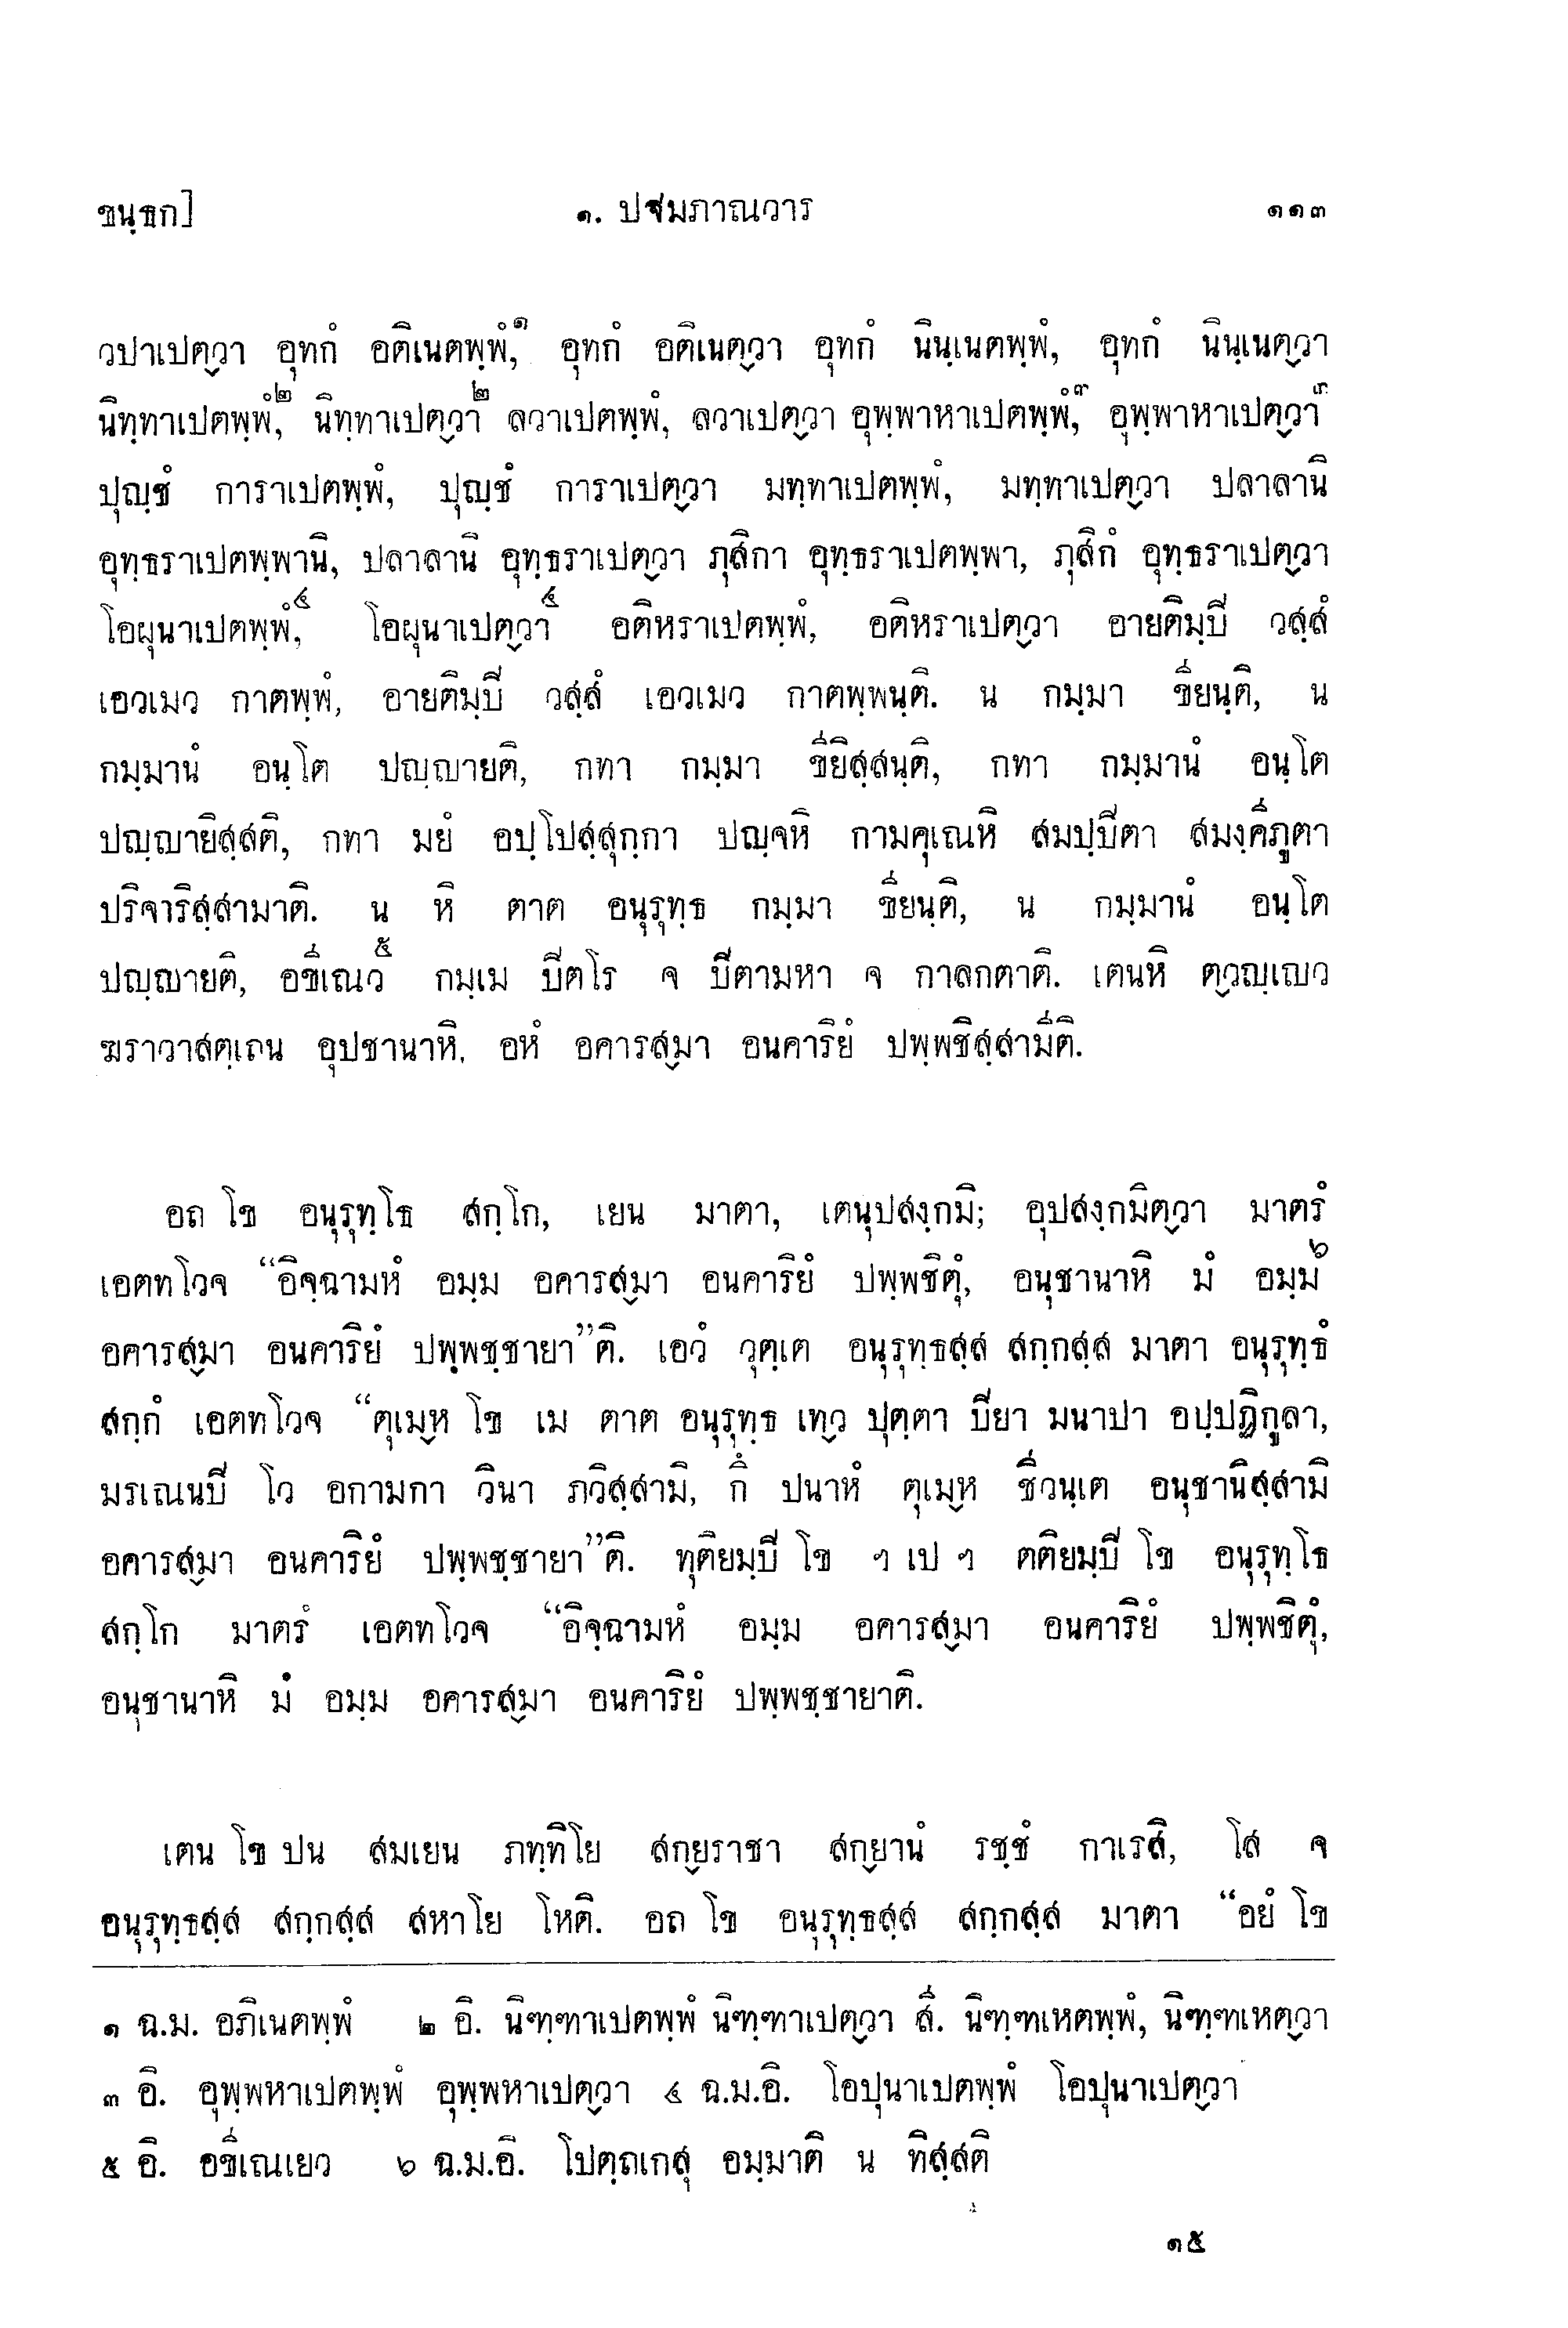 ขนฺธก]	๑. ปฐมภาณวาร	๑๑๓
วปาเปตฺวา อุทกํ อติเนตพฺพํ,๑ อุทกํ อติเนตฺวา อุทกํ นินฺเนตพฺพํ, อุทกํ นินฺเนตฺวา
นิทฺทาเปตพฺพํ,๒ นิทฺทาเปตฺวา๒ ลวาเปตพฺพํ, ลวาเปตฺวา อุพฺพาหาเปตพฺพํ,๓ อุพฺพาหาเปตฺวา๓
ปุญฺชํ การาเปตพฺพํ, ปุญฺชํ การาเปตฺวา มทฺทาเปตพฺพํ, มทฺทาเปตฺวา ปลาลานิ
อุทฺธราเปตพฺพานิ, ปลาลานิ อุทฺธราเปตฺวา ภุสิกา อุทฺธราเปตพฺพา, ภุสิกํ อุทฺธราเปตฺวา
โอผุนาเปตพฺพํ,๔ โอผุนาเปตฺวา๔ อติหราเปตพฺพํ, อติหราเปตฺวา อายติมฺปี วสฺสํ
เอวเมว กาตพฺพํ, อายติมฺปี วสฺสํ เอวเมว กาตพฺพนฺติ. น กมฺมา ขียนฺติ, น
กมฺมานํ อนฺโต ปญฺญายติ, กทา กมฺมา ขียิสฺสนฺติ, กทา กมฺมานํ อนฺโต
ปญฺญายิสฺสติ, กทา มยํ อปฺโปสฺสุกฺกา ปญฺจหิ กามคุเณหิ สมปฺปีตา สมงฺคีภูตา
ปริจาริสฺสามาติ. น หิ ตาต อนุรุทฺธ กมฺมา ขียนฺติ, น กมฺมานํ อนฺโต
ปญฺญายติ, อขีเณว๕ กมฺเม ปีตโร จ ปีตามหา จ กาลกตาติ. เตนหิ ตฺวญฺเญว
ฆราวาสตฺเถน อุปชานาหิ, อหํ อคารสฺมา อนคาริยํ ปพฺพชิสฺสามีติ.
อถ โข อนุรุทฺโธ สกฺโก, เยน มาตา, เตนุปสงฺกมิ; อุปสงฺกมิตฺวา มาตรํ
เอตทโวจ “อิจฺฉามหํ อมฺม อคารสฺมา อนคาริยํ ปพฺพชิตุํ, อนุชานาหิ มํ อมฺม๖
อคารสฺมา อนคาริยํ ปพฺพชฺชายา”ติ. เอวํ วุตฺเต อนุรุทฺธสฺส สกฺกสฺส มาตา อนุรุทฺธํ
สกฺกํ เอตทโวจ “ตุเมฺห โข เม ตาต อนุรุทฺธ เทฺว ปุตฺตา ปียา มนาปา อปฺปฏิกูลา,
มรเณนปี โว อกามกา วินา ภวิสฺสามิ, กึ ปนาหํ ตุเมฺห ชีวนฺเต อนุชานิสฺสามิ
อคารสฺมา อนคาริยํ ปพฺพชฺชายา”ติ. ทุติยมฺปี โข ฯ เป ฯ ตติยมฺปี โข อนุรุทฺโธ
สกฺโก มาตรํ เอตทโวจ “อิจฺฉามหํ อมฺม อคารสฺมา อนคาริยํ ปพฺพชิตุํ,
อนุชานาหิ มํ อมฺม อคารสฺมา อนคาริยํ ปพฺพชฺชายาติ.
เตน โข ปน สมเยน ภทฺทิโย สกฺยราชา สกฺยานํ รชฺชํ กาเรสิ, โส จ
อนุรุทฺธสฺส สกฺกสฺส สหาโย โหติ. อถ โข อนุรุทฺธสฺส สกฺกสฺส มาตา “อยํ โข
๑ ฉ.ม. อภิเนตพฺพํ ๒ อิ. นิฑฺฑาเปตพฺพํ นิฑฺฑาเปตฺวา สี. นิฑฺฑเหตพฺพํ, นิฑฺฑเหตฺวา
๓ อิ. อุพฺพหาเปตพฺพํ อุพฺพหาเปตฺวา ๔ ฉ.ม.อิ. โอปุนาเปตพฺพํ โอปุนาเปตฺวา
๕ อิ. อขีเณเยว ๖ ฉ.ม.อิ. โปตฺถเกสุ อมฺมาติ น ทิสฺสติ
๑๕